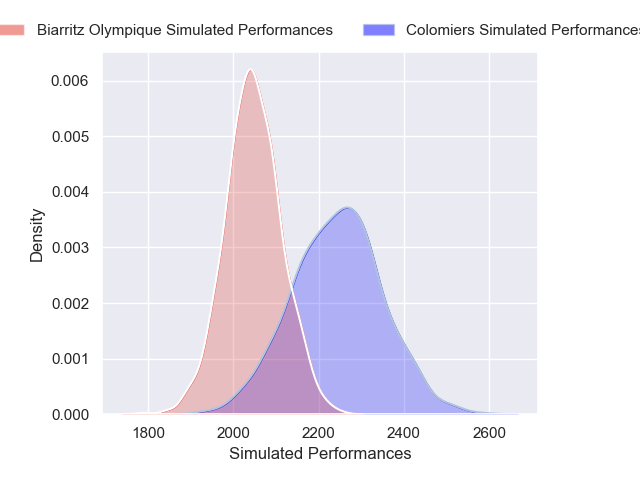 Biarritz Olympique Simulated Performances
Colomiers Simulated Performances
0.006
0.005
0.004
0.003
0.002
0.001
0.000
Density
1800 2000 2200 2400 2600
Simulated Performances